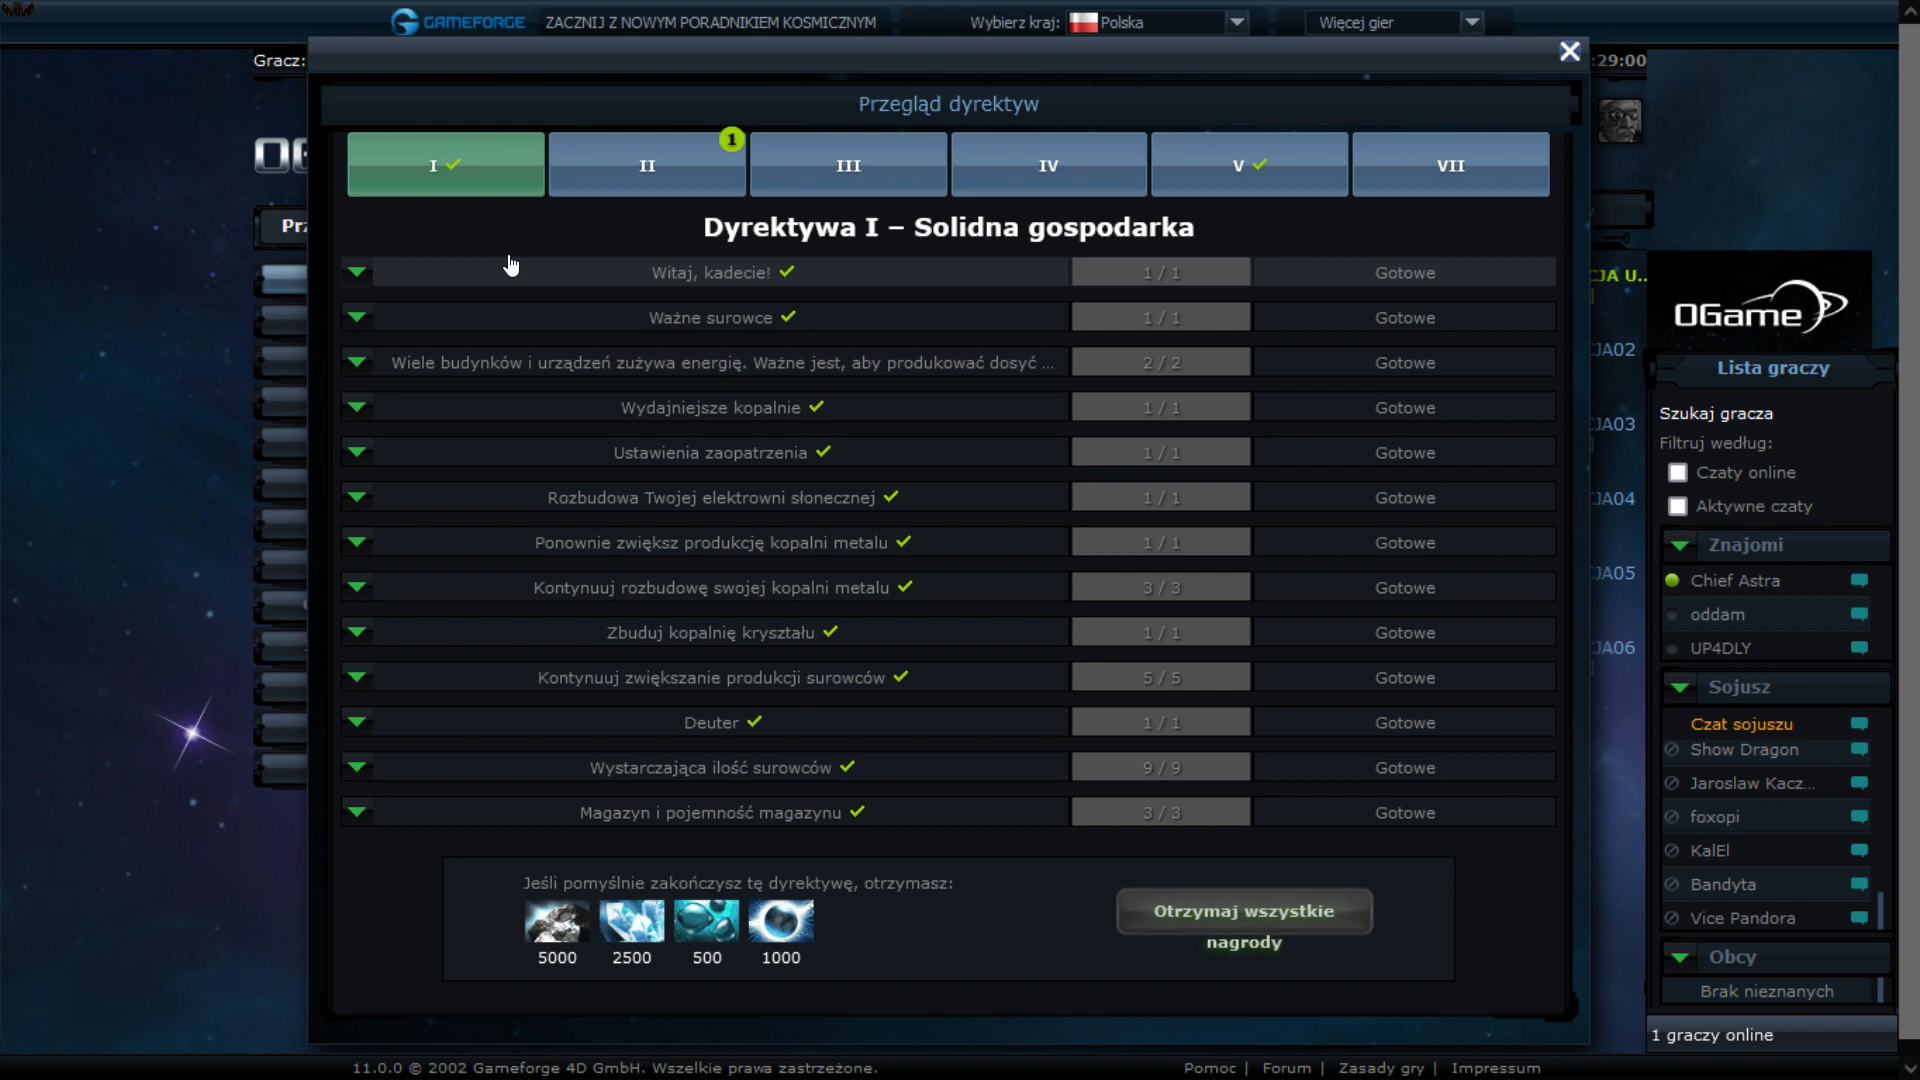 GAMEFORGE ZACZNIJ Z NOWYM PORADNIKIEM KOSMICZNYM Wybierz kraj: Polska Więcej gier
Gracz: :29:00
Przegląd dyrektyw
I II 1 III IV V VII
Dyrektywa I – Solidna gospodarka
Witaj, kadecie! 1 / 1 Gotowe
Ważne surowce 1 / 1 Gotowe
Wiele budynków i urządzeń zużywa energię. Ważne jest, aby produkować dosyć ... 2 / 2 Gotowe
Wydajniejsze kopalnie 1 / 1 Gotowe
Ustawienia zaopatrzenia 1 / 1 Gotowe
Rozbudowa Twojej elektrowni słonecznej 1 / 1 Gotowe
Ponownie zwiększ produkcję kopalni metalu 1 / 1 Gotowe
Kontynuuj rozbudowę swojej kopalni metalu 3 / 3 Gotowe
Zbuduj kopalnię kryształu 1 / 1 Gotowe
Kontynuuj zwiększanie produkcji surowców 5 / 5 Gotowe
Deuter 1 / 1 Gotowe
Wystarczająca ilość surowców 9 / 9 Gotowe
Magazyn i pojemność magazynu 3 / 3 Gotowe
Jeśli pomyślnie zakończysz tę dyrektywę, otrzymasz:
5000 2500 500 1000
Otrzymaj wszystkie
nagrody
JA U..
JA02
JA03
JA04
JA05
JA06
OGame
Lista graczy
Szukaj gracza
Filtruj według:
Czaty online
Aktywne czaty
Znajomi
Chief Astra
oddam
UP4DLY
Sojusz
Czat sojuszu
Show Dragon
Jaroslaw Kacz...
foxopi
KalEl
Bandyta
Vice Pandora
Obcy
Brak nieznanych
1 graczy online
11.0.0 © 2002 Gameforge 4D GmbH. Wszelkie prawa zastrzeżone. Pomoc | Forum | Zasady gry | Impressum